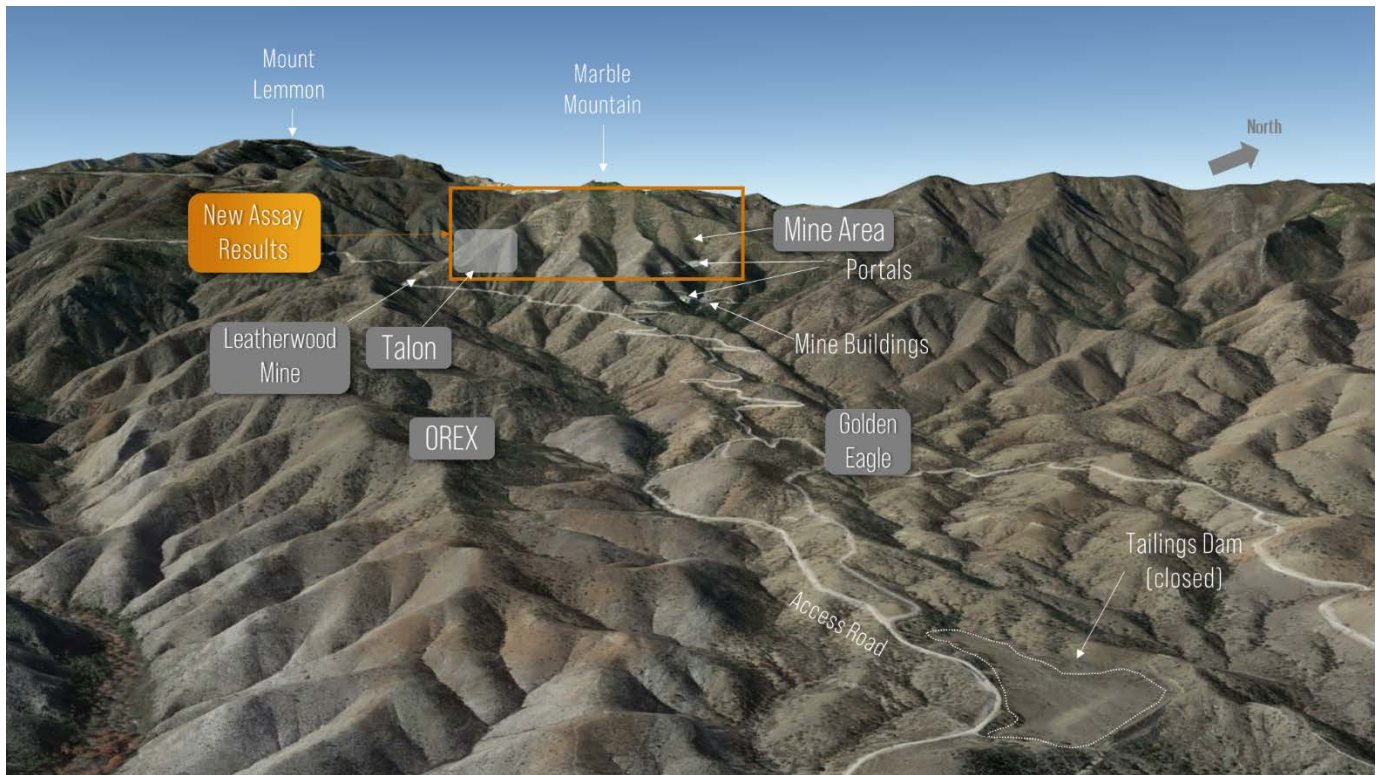 Mount
Lemmon
Marble
Mountain
North
New Assay
Results
Mine Area
Portals
Leatherwood
Mine
Talon
Mine Buildings
OREX
Golden
Eagle
Tailings Dam
(closed)
Access Road